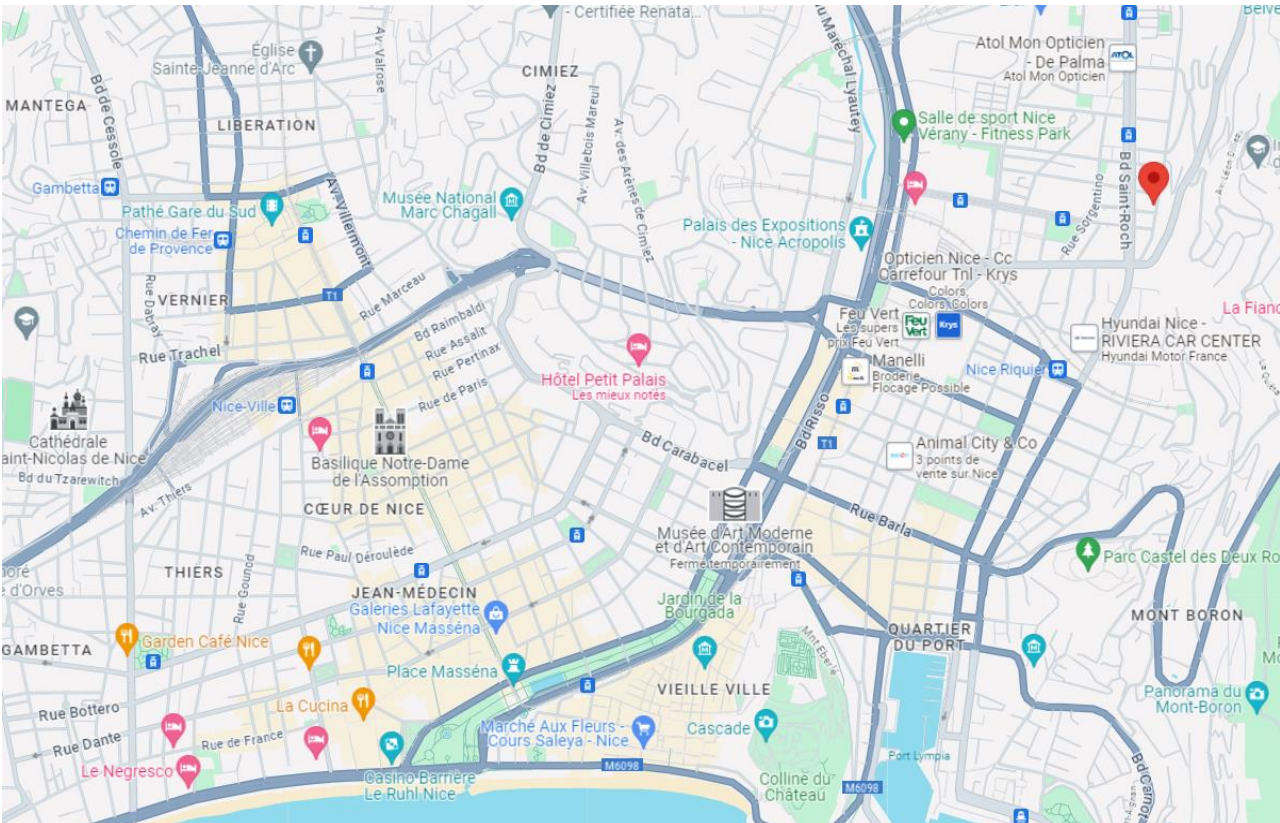 - Certifiée Renata...
Belve
Av. Valrose
Bd de Cessole
Église
Sainte-Jeanne d'Arc
MANTEGA
LIBERATION
CIMIEZ
Bd de Cimiez
Av. Villebois Mareuil
Av. des Arènes de Cimiez
du Maréchal Lyautey
Atol Mon Opticien
- De Palma
Atol Mon Opticien
ATOL
Salle de sport Nice
Vérany - Fitness Park
Bd Saint-Roch
Rue Sorgentino
Gambetta
Pathé Gare du Sud
Chemin de Fer
de Provence
Av. Villermont
Musée National
Marc Chagall
Palais des Expositions
- Nice Acropolis
Opticien Nice - Cc
Carrefour Tnl - Krys
Colors,
Colors, Colors
VERNIER
Rue Dabray
T1
Rue Marceau
Bd Raimbaldi
Rue Assalit
Rue Pertinax
Rue de Paris
Rue Trachel
Feu Vert
Les supers
prix Feu Vert
Feu
Vert
Krys
La Fianc
Hyundai Nice -
RIVIERA CAR CENTER
Hyundai Motor France
Hôtel Petit Palais
Les mieux notés
Manelli
Broderie,
Flocage Possible
Nice Riquier
Nice-Ville
Cathédrale
aint-Nicolas de Nice
Bd du Tzarewitch
Av. Thiers
Basilique Notre-Dame
de l'Assomption
Bd Carabacel
Bd Risso
T1
Animal City & Co
3 points de
vente sur Nice
CŒUR DE NICE
Rue Barla
Musée d'Art Moderne
et d'Art Contemporain
Fermé temporairement
Rue Paul Déroulède
THIERS
Rue Gounod
oré
e d'Orves
JEAN-MÉDECIN
Galeries Lafayette
Nice Masséna
Jardin de la
Bourgada
Parc Castel des Deux Ro
MONT BORON
GAMBETTA
Garden Café Nice
QUARTIER
DU PORT
Place Masséna
VIEILLE VILLE
La Cucina
Rue Bottero
Rue Dante
Rue de France
Marché Aux Fleurs -
Cours Saleya - Nice
Cascade
Panorama du
Mont-Boron
Le Negresco
Casino Barrière
Le Ruhl Nice
M6098
Colline du
Château
M6098
Port Lympia
Bd Carnot